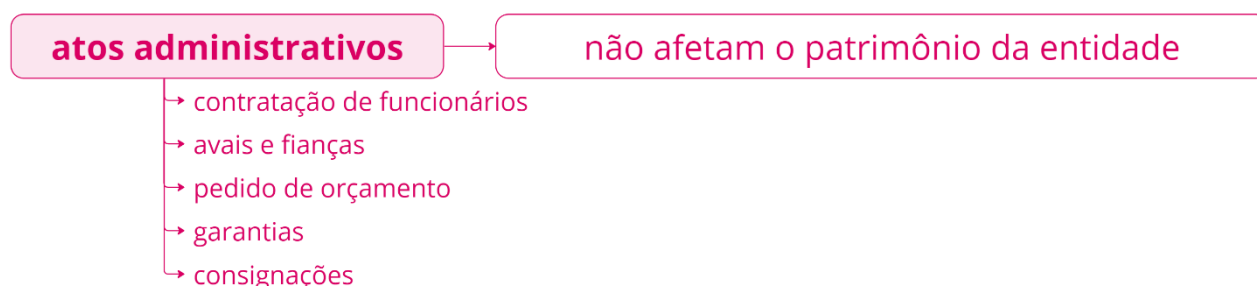 atos administrativos
não afetam o patrimônio da entidade
contratação de funcionários
avais e fianças
pedido de orçamento
garantias
consignações